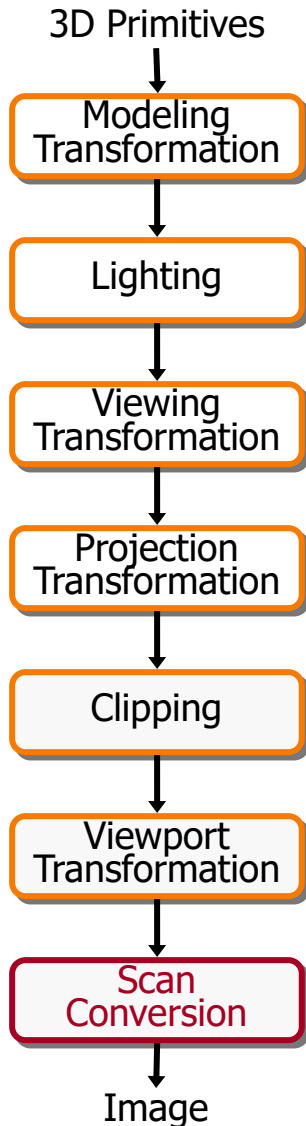 3D Primitives
Modeling
Transformation
Lighting
Viewing
Transformation
Projection
Transformation
Clipping
Viewport
Transformation
Scan
Conversion
Image